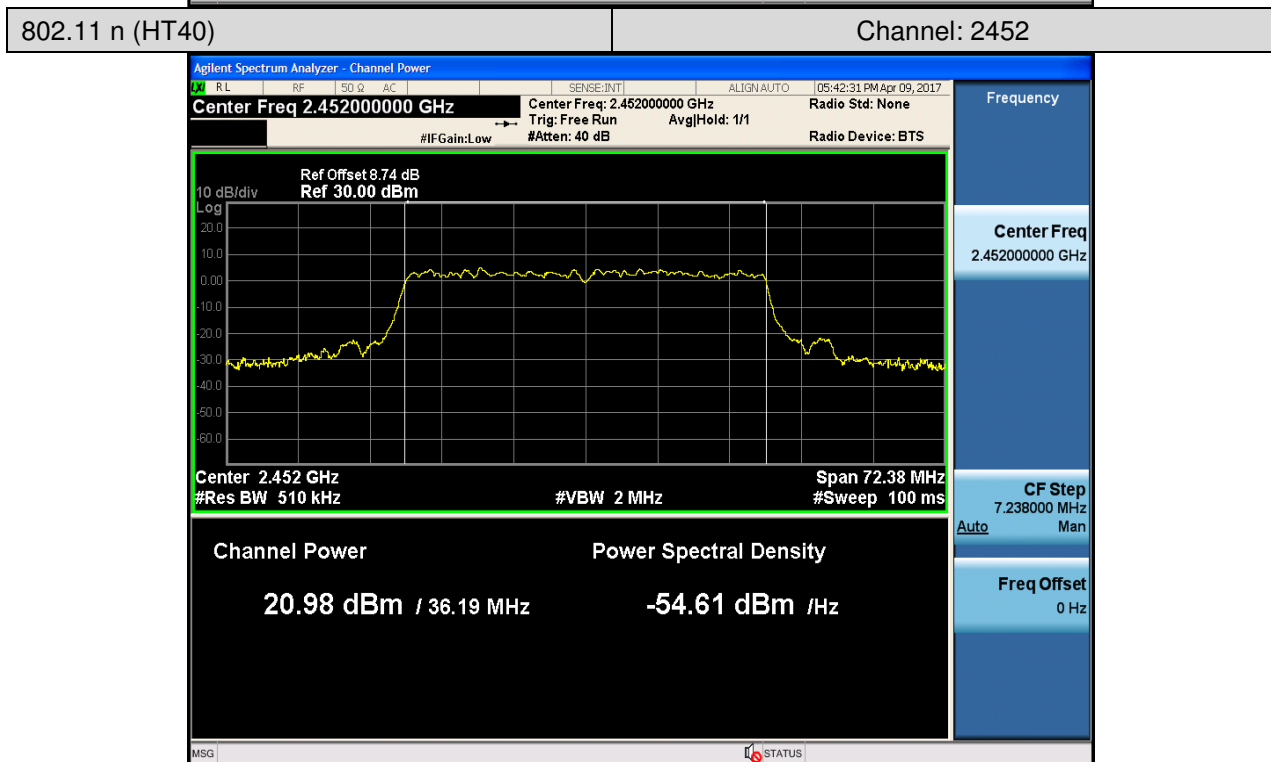 802.11 n (HT40) Channel: 2452
Agilent Spectrum Analyzer - Channel Power
LXI RL RF 50 Ω AC SENSE:INT ALIGN AUTO 05:42:31 PM Apr 09, 2017
Center Freq 2.452000000 GHz Center Freq: 2.452000000 GHz Radio Std: None
Trig: Free Run Avg|Hold: 1/1
#IFGain:Low #Atten: 40 dB Radio Device: BTS
Frequency
Ref Offset 8.74 dB
10 dB/div Ref 30.00 dBm
Log
20.0
10.0
0.00
-10.0
-20.0
-30.0
-40.0
-50.0
-60.0
Center 2.452 GHz Span 72.38 MHz
#Res BW 510 kHz #VBW 2 MHz #Sweep 100 ms
Channel Power Power Spectral Density
20.98 dBm / 36.19 MHz -54.61 dBm /Hz
Center Freq
2.452000000 GHz
CF Step
7.238000 MHz
Auto Man
Freq Offset
0 Hz
MSG STATUS